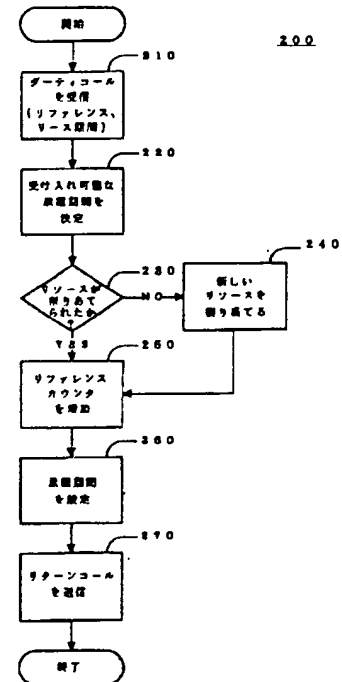 開始
200
210
ダーティコール
を受信
(リファレンス、
リース期間)
220
受け入れ可能な
期間を
決定
230
リソースが
割りあて
られたか
?
NO
YES
240
新しい
リソースを
割り当てる
250
リファレンス
カウンタ
を増加
260
期間
を設定
270
リターンコール
を送信
終了